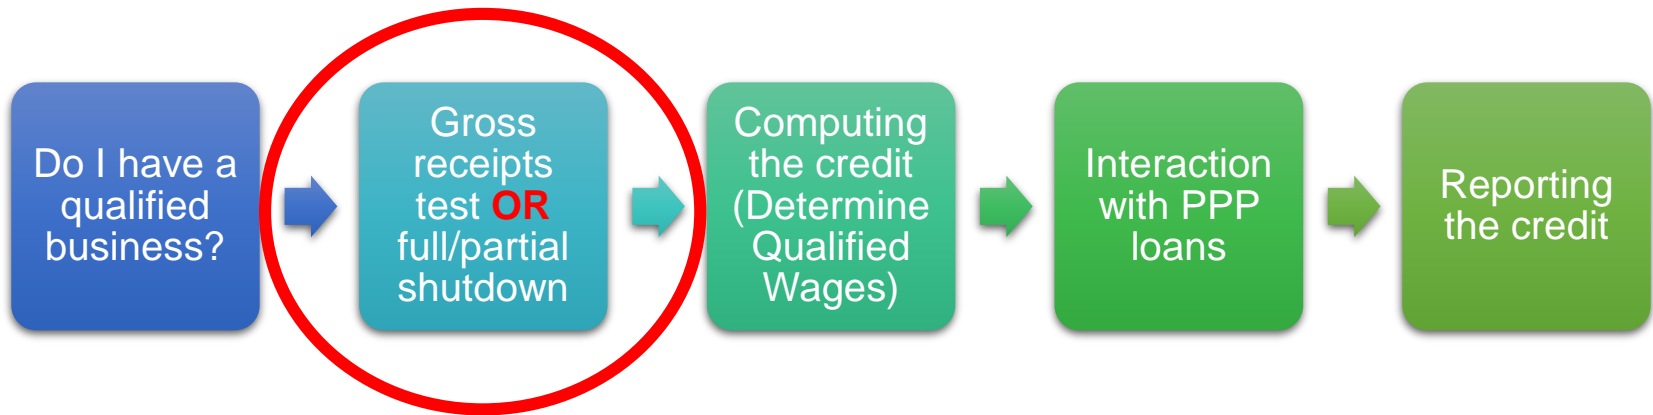 Do I have a
qualified
business?
Gross
receipts
test OR
full/partial
shutdown
Computing
the credit
(Determine
Qualified
Wages)
Interaction
with PPP
loans
Reporting
the credit